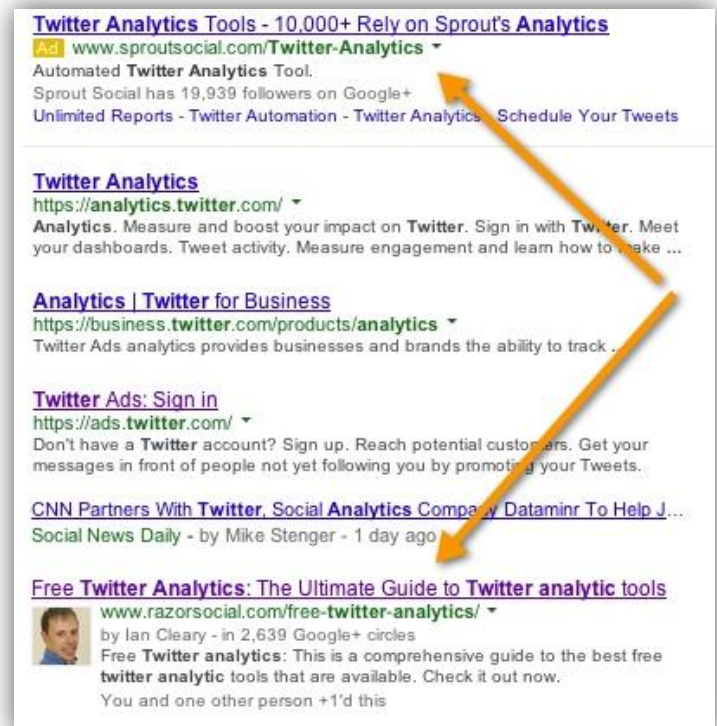 Twitter Analytics Tools - 10,000+ Rely on Sprout's Analytics
Ad www.sproutsocial.com/Twitter-Analytics
Automated Twitter Analytics Tool.
Sprout Social has 19,939 followers on Google+
Unlimited Reports - Twitter Automation - Twitter Analytics - Schedule Your Tweets
Twitter Analytics
https://analytics.twitter.com/
Analytics. Measure and boost your impact on Twitter. Sign in with Twitter. Meet
your dashboards. Tweet activity. Measure engagement and learn how to make ...
Analytics | Twitter for Business
https://business.twitter.com/products/analytics
Twitter Ads analytics provides businesses and brands the ability to track ...
Twitter Ads: Sign in
https://ads.twitter.com/
Don't have a Twitter account? Sign up. Reach potential customers. Get your
messages in front of people not yet following you by promoting your Tweets.
CNN Partners With Twitter, Social Analytics Company Dataminr To Help J...
Social News Daily - by Mike Stenger - 1 day ago
Free Twitter Analytics: The Ultimate Guide to Twitter analytic tools
www.razorsocial.com/free-twitter-analytics/
by Ian Cleary - in 2,639 Google+ circles
Free Twitter analytics: This is a comprehensive guide to the best free
twitter analytic tools that are available. Check it out now.
You and one other person +1'd this